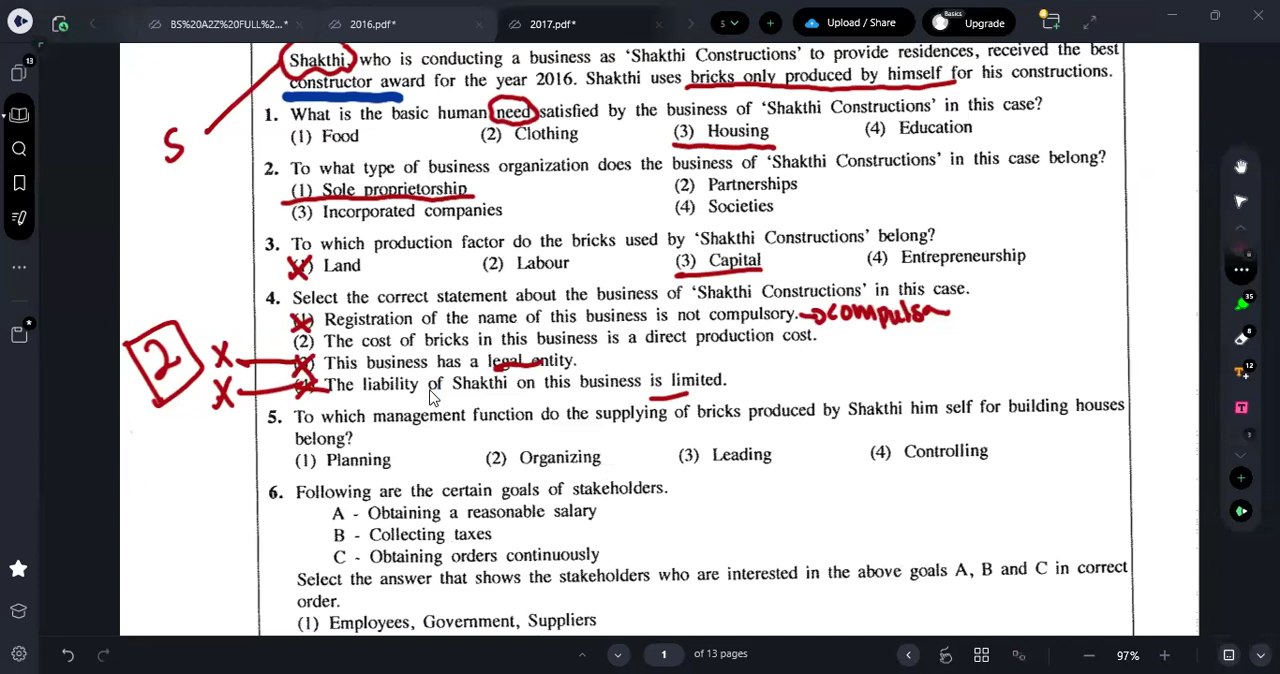 BS%20A2Z%20FULL%20...*
2016.pdf*
2017.pdf*
5
Upload / Share
Basics
Upgrade
Shakthi, who is conducting a business as ‘Shakthi Constructions’ to provide residences, received the best
constructor award for the year 2016. Shakthi uses bricks only produced by himself for his constructions.
1. What is the basic human need satisfied by the business of ‘Shakthi Constructions’ in this case?
(1) Food (2) Clothing (3) Housing (4) Education
S
2. To what type of business organization does the business of ‘Shakthi Constructions’ in this case belong?
(1) Sole proprietorship (2) Partnerships
(3) Incorporated companies (4) Societies
3. To which production factor do the bricks used by ‘Shakthi Constructions’ belong?
(1) Land (2) Labour (3) Capital (4) Entrepreneurship
4. Select the correct statement about the business of ‘Shakthi Constructions’ in this case.
(1) Registration of the name of this business is not compulsory. → compulsa
(2) The cost of bricks in this business is a direct production cost.
2 X (3) This business has a legal entity.
X (4) The liability of Shakthi on this business is limited.
5. To which management function do the supplying of bricks produced by Shakthi him self for building houses
belong?
(1) Planning (2) Organizing (3) Leading (4) Controlling
6. Following are the certain goals of stakeholders.
A - Obtaining a reasonable salary
B - Collecting taxes
C - Obtaining orders continuously
Select the answer that shows the stakeholders who are interested in the above goals A, B and C in correct
order.
(1) Employees, Government, Suppliers
13
35
8
12
T
1 of 13 pages
97%